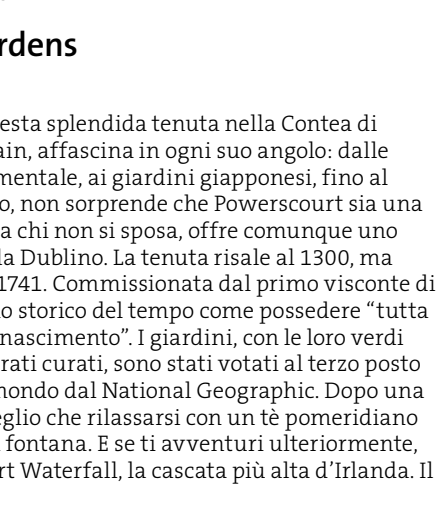 rdens
esta splendida tenuta nella Contea di
ain, affascina in ogni suo angolo: dalle
mentale, ai giardini giapponesi, fino al
o, non sorprende che Powerscourt sia una
a chi non si sposa, offre comunque uno
la Dublino. La tenuta risale al 1300, ma
1741. Commissionata dal primo visconte di
o storico del tempo come possedere “tutta
nascimento”. I giardini, con le loro verdi
rati curati, sono stati votati al terzo posto
mondo dal National Geographic. Dopo una
eglio che rilassarsi con un tè pomeridiano
fontana. E se ti avventuri ulteriormente,
rt Waterfall, la cascata più alta d’Irlanda. Il